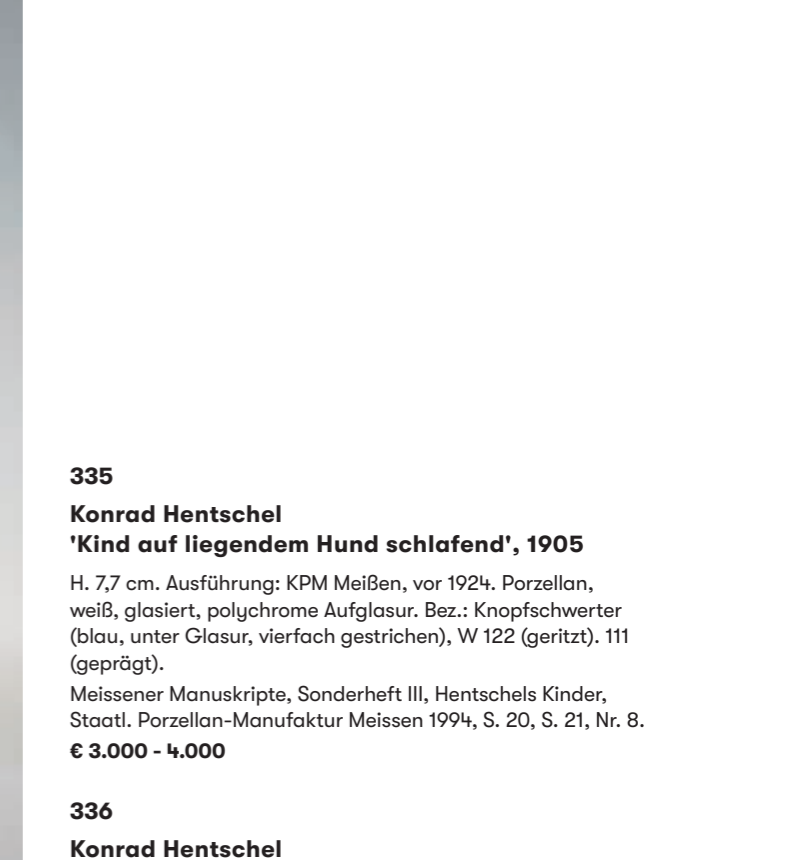 335
Konrad Hentschel
'Kind auf liegendem Hund schlafend', 1905
H. 7,7 cm. Ausführung: KPM Meißen, vor 1924. Porzellan,
weiß, glasiert, polychrome Aufglasur. Bez.: Knopfschwerter
(blau, unter Glasur, vierfach gestrichen), W 122 (geritzt). 111
(geprägt).
Meissener Manuskripte, Sonderheft III, Hentschels Kinder,
Staatl. Porzellan-Manufaktur Meissen 1994, S. 20, S. 21, Nr. 8.
€ 3.000 - 4.000
336
Konrad Hentschel